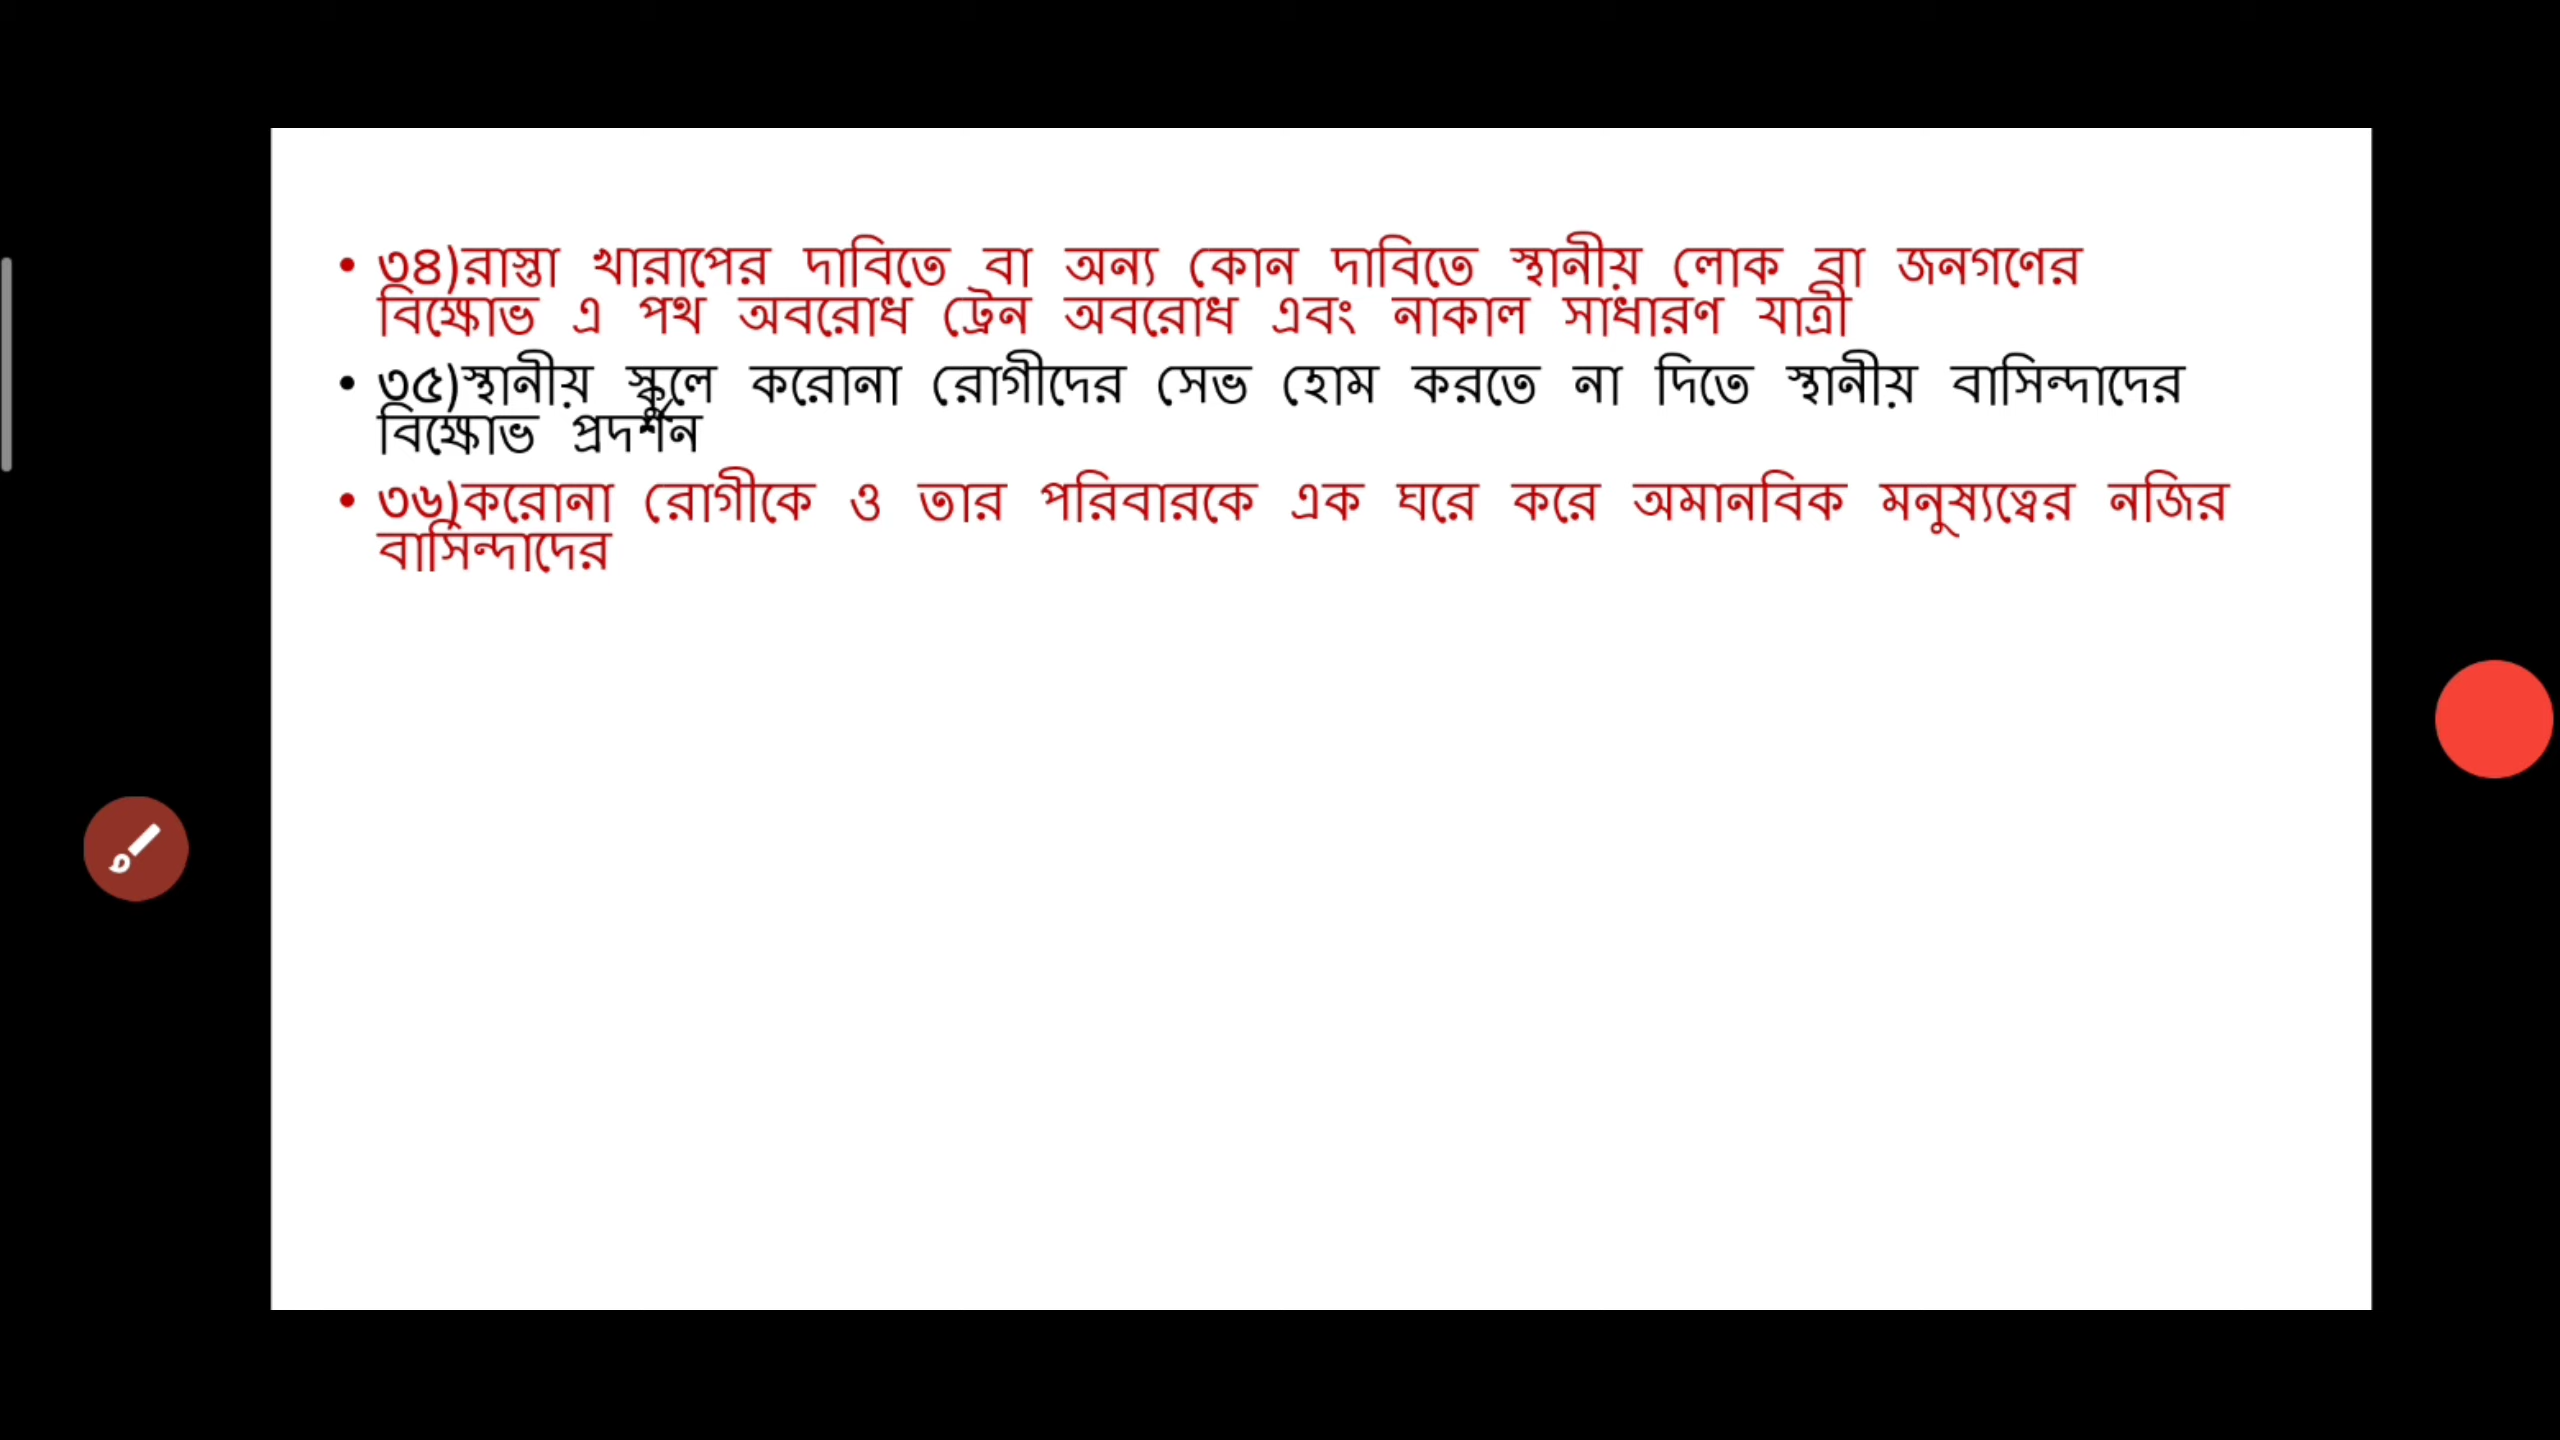 • ৩৪)রাস্তা খারাপের দাবিতে বা অন্য কোন দাবিতে স্থানীয় লোক বা জনগণের
বিক্ষোভ এ পথ অবরোধ ট্রেন অবরোধ এবং নাকাল সাধারণ যাত্রী
• ৩৫)স্থানীয় স্কুলে করোনা রোগীদের সেভ হোম করতে না দিতে স্থানীয় বাসিন্দাদের
বিক্ষোভ প্রদর্শন
• ৩৬)করোনা রোগীকে ও তার পরিবারকে এক ঘরে করে অমানবিক মনুষ্যত্বের নজির
বাসিন্দাদের